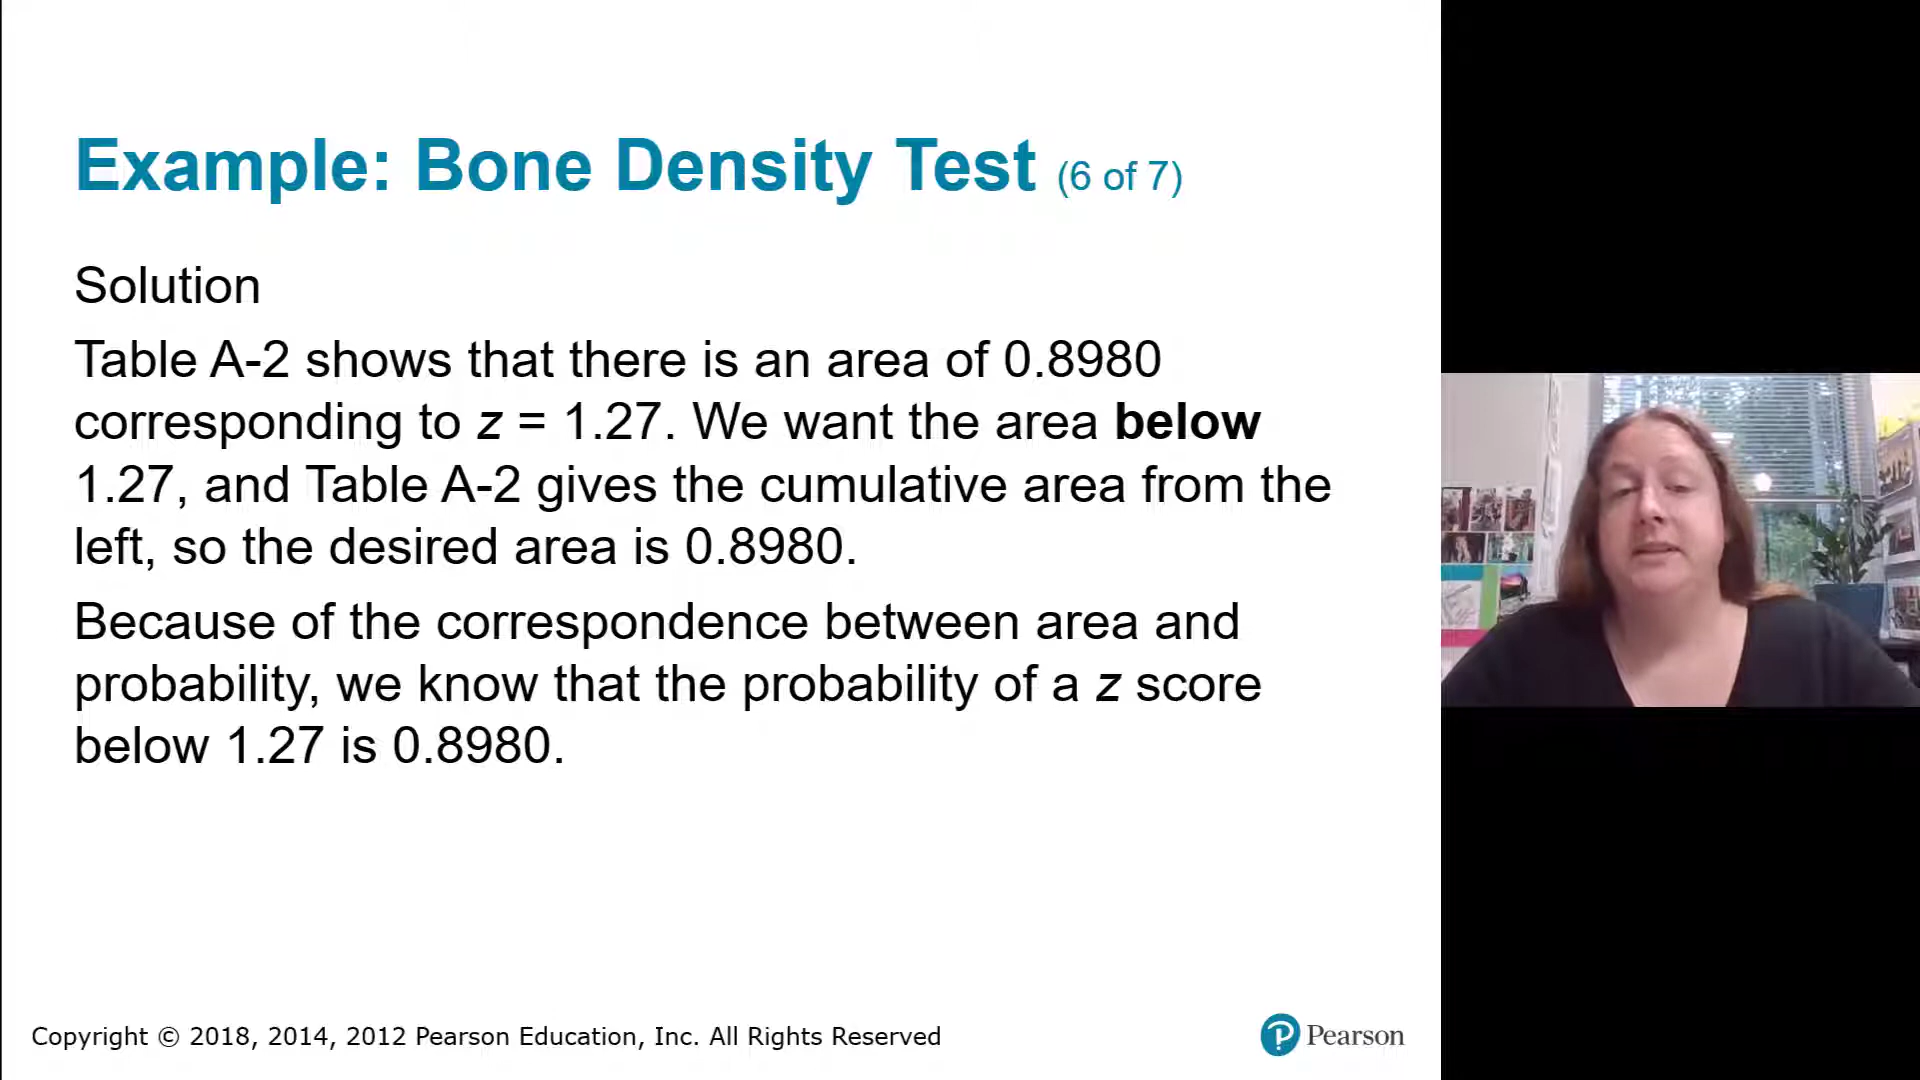 Example: Bone Density Test (6 of 7)
Solution
Table A-2 shows that there is an area of 0.8980
corresponding to z = 1.27. We want the area below
1.27, and Table A-2 gives the cumulative area from the
left, so the desired area is 0.8980.
Because of the correspondence between area and
probability, we know that the probability of a z score
below 1.27 is 0.8980.
Copyright © 2018, 2014, 2012 Pearson Education, Inc. All Rights Reserved
Pearson